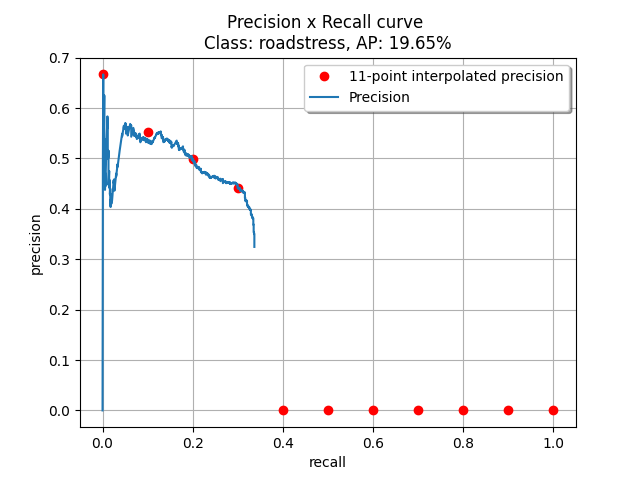 Precision x Recall curve
Class: roadstress, AP: 19.65%
11-point interpolated precision
Precision
precision
0.7
0.6
0.5
0.4
0.3
0.2
0.1
0.0
0.0 0.2 0.4 0.6 0.8 1.0
recall